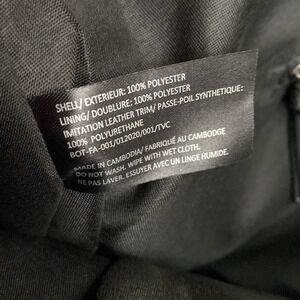 SHELL/ EXTERIEUR: 100% POLYESTER
LINING/ DOUBLURE: 100% POLYESTER
IMITATION LEATHER TRIM/ PASSE-POIL SYNTHETIQUE:
100% POLYURETHANE
BOT-FA-001/012020/001/TVC
MADE IN CAMBODIA/ FABRIQUÉ AU CAMBODGE
DO NOT WASH. WIPE WITH WET CLOTH.
NE PAS LAVER. ESSUYER AVEC UN LINGE HUMIDE.